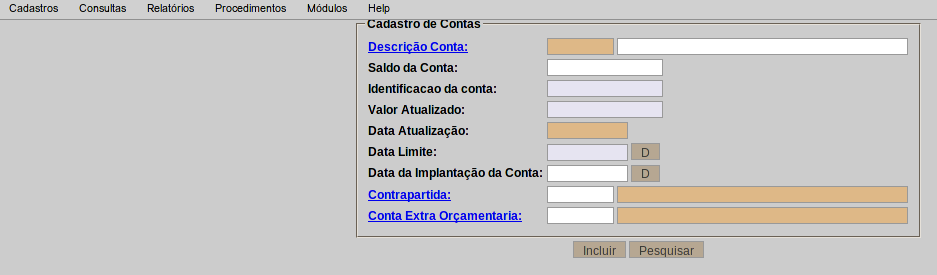 Cadastros Consultas Relatórios Procedimentos Módulos Help
Cadastro de Contas
Descrição Conta:
Saldo da Conta:
Identificacao da conta:
Valor Atualizado:
Data Atualização:
Data Limite: D
Data da Implantação da Conta: D
Contrapartida:
Conta Extra Orçamentaria:
Incluir Pesquisar